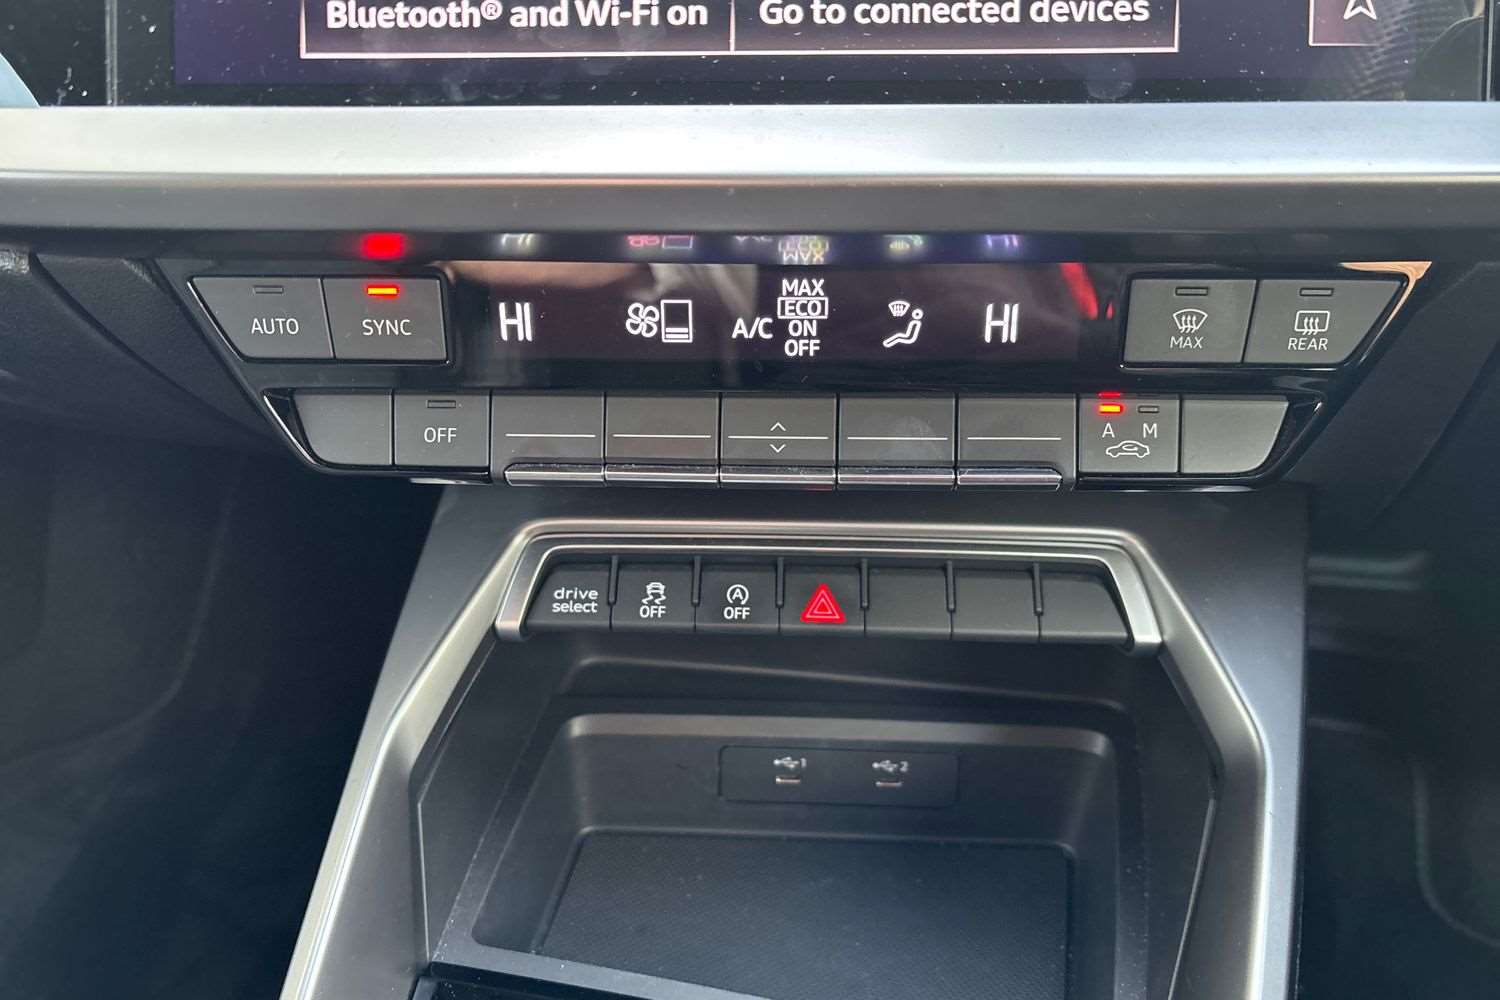 Bluetooth® and Wi-Fi on
Go to connected devices
AUTO
SYNC
HI
A/C
MAX
ECO
ON
OFF
HI
MAX
REAR
OFF
A M
drive
select
OFF
A
OFF
1
2